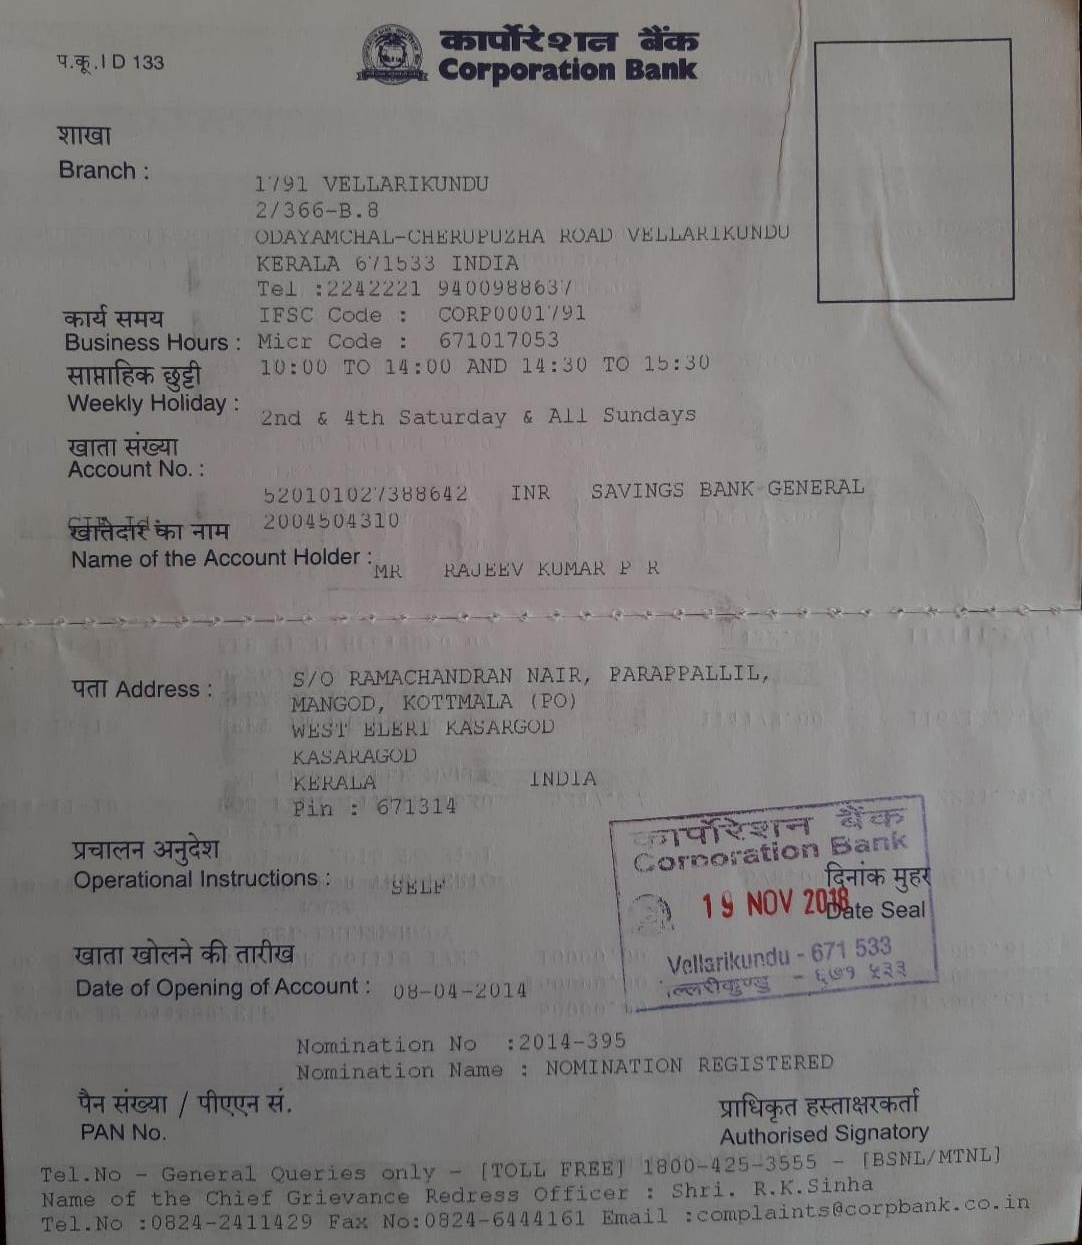 कार्पोरेशन बैंक
Corporation Bank
प.कू.I D 133
शाखा
Branch :
1791 VELLARIKUNDU
2/366-B.8
ODAYAMCHAL-CHERUPUZHA ROAD VELLARIKUNDU
KERALA 671533 INDIA
Tel :2242221 9400988637
IFSC Code : CORP0001791
कार्य समय
Business Hours : Micr Code : 671017053
10:00 TO 14:00 AND 14:30 TO 15:30
साप्ताहिक छुट्टी
Weekly Holiday :
2nd & 4th Saturday & All Sundays
खाता संख्या
Account No. :
520101027388642 INR SAVINGS BANK GENERAL
2004504310
खातेदार का नाम
Name of the Account Holder : MR RAJEEV KUMAR P R
पता Address : S/O RAMACHANDRAN NAIR, PARAPPALLIL,
MANGOD, KOTTMALA (PO)
WEST ELERI KASARGOD
KASARAGOD
KERALA INDIA
Pin : 671314
प्रचालन अनुदेश
Operational Instructions : SELF
कार्पोरेशन बैंक
Corporation Bank
दिनांक मुहर
19 NOV 2018
Date Seal
Vellarikundu - 671 533
- ६७१ ५३३
खाता खोलने की तारीख
Date of Opening of Account : 08-04-2014
Nomination No :2014-395
Nomination Name : NOMINATION REGISTERED
पैन संख्या / पीएएन सं.
PAN No.
प्राधिकृत हस्ताक्षरकर्ता
Authorised Signatory
Tel.No - General Queries only - [TOLL FREE] 1800-425-3555 - [BSNL/MTNL]
Name of the Chief Grievance Redress Officer : Shri. R.K.Sinha
Tel.No :0824-2411429 Fax No:0824-6444161 Email :complaints@corpbank.co.in